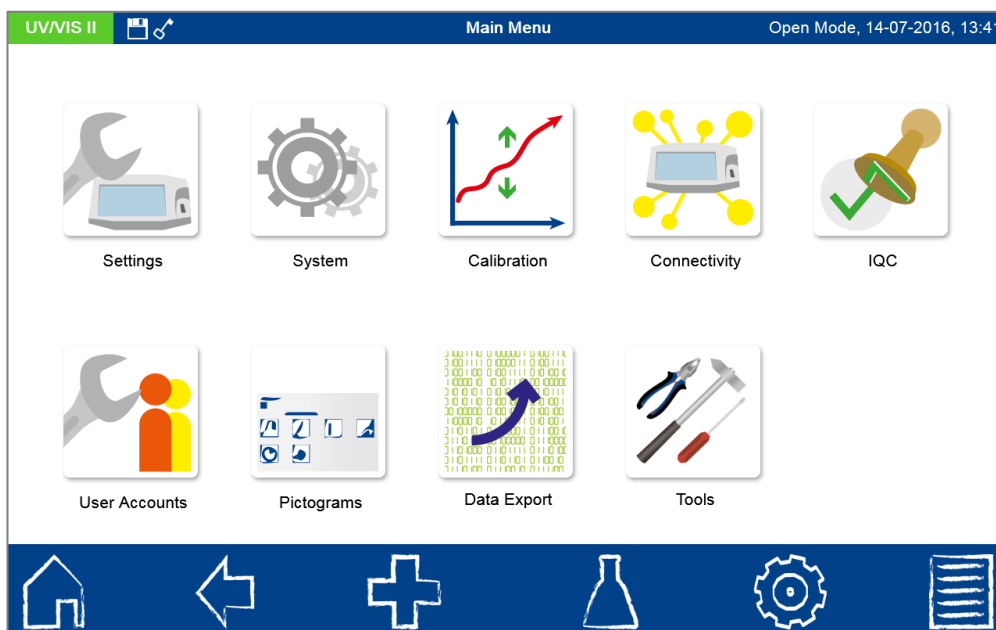 UV/VIS II
Main Menu
Open Mode, 14-07-2016, 13:41
Settings
System
Calibration
Connectivity
IQC
User Accounts
Pictograms
Data Export
Tools